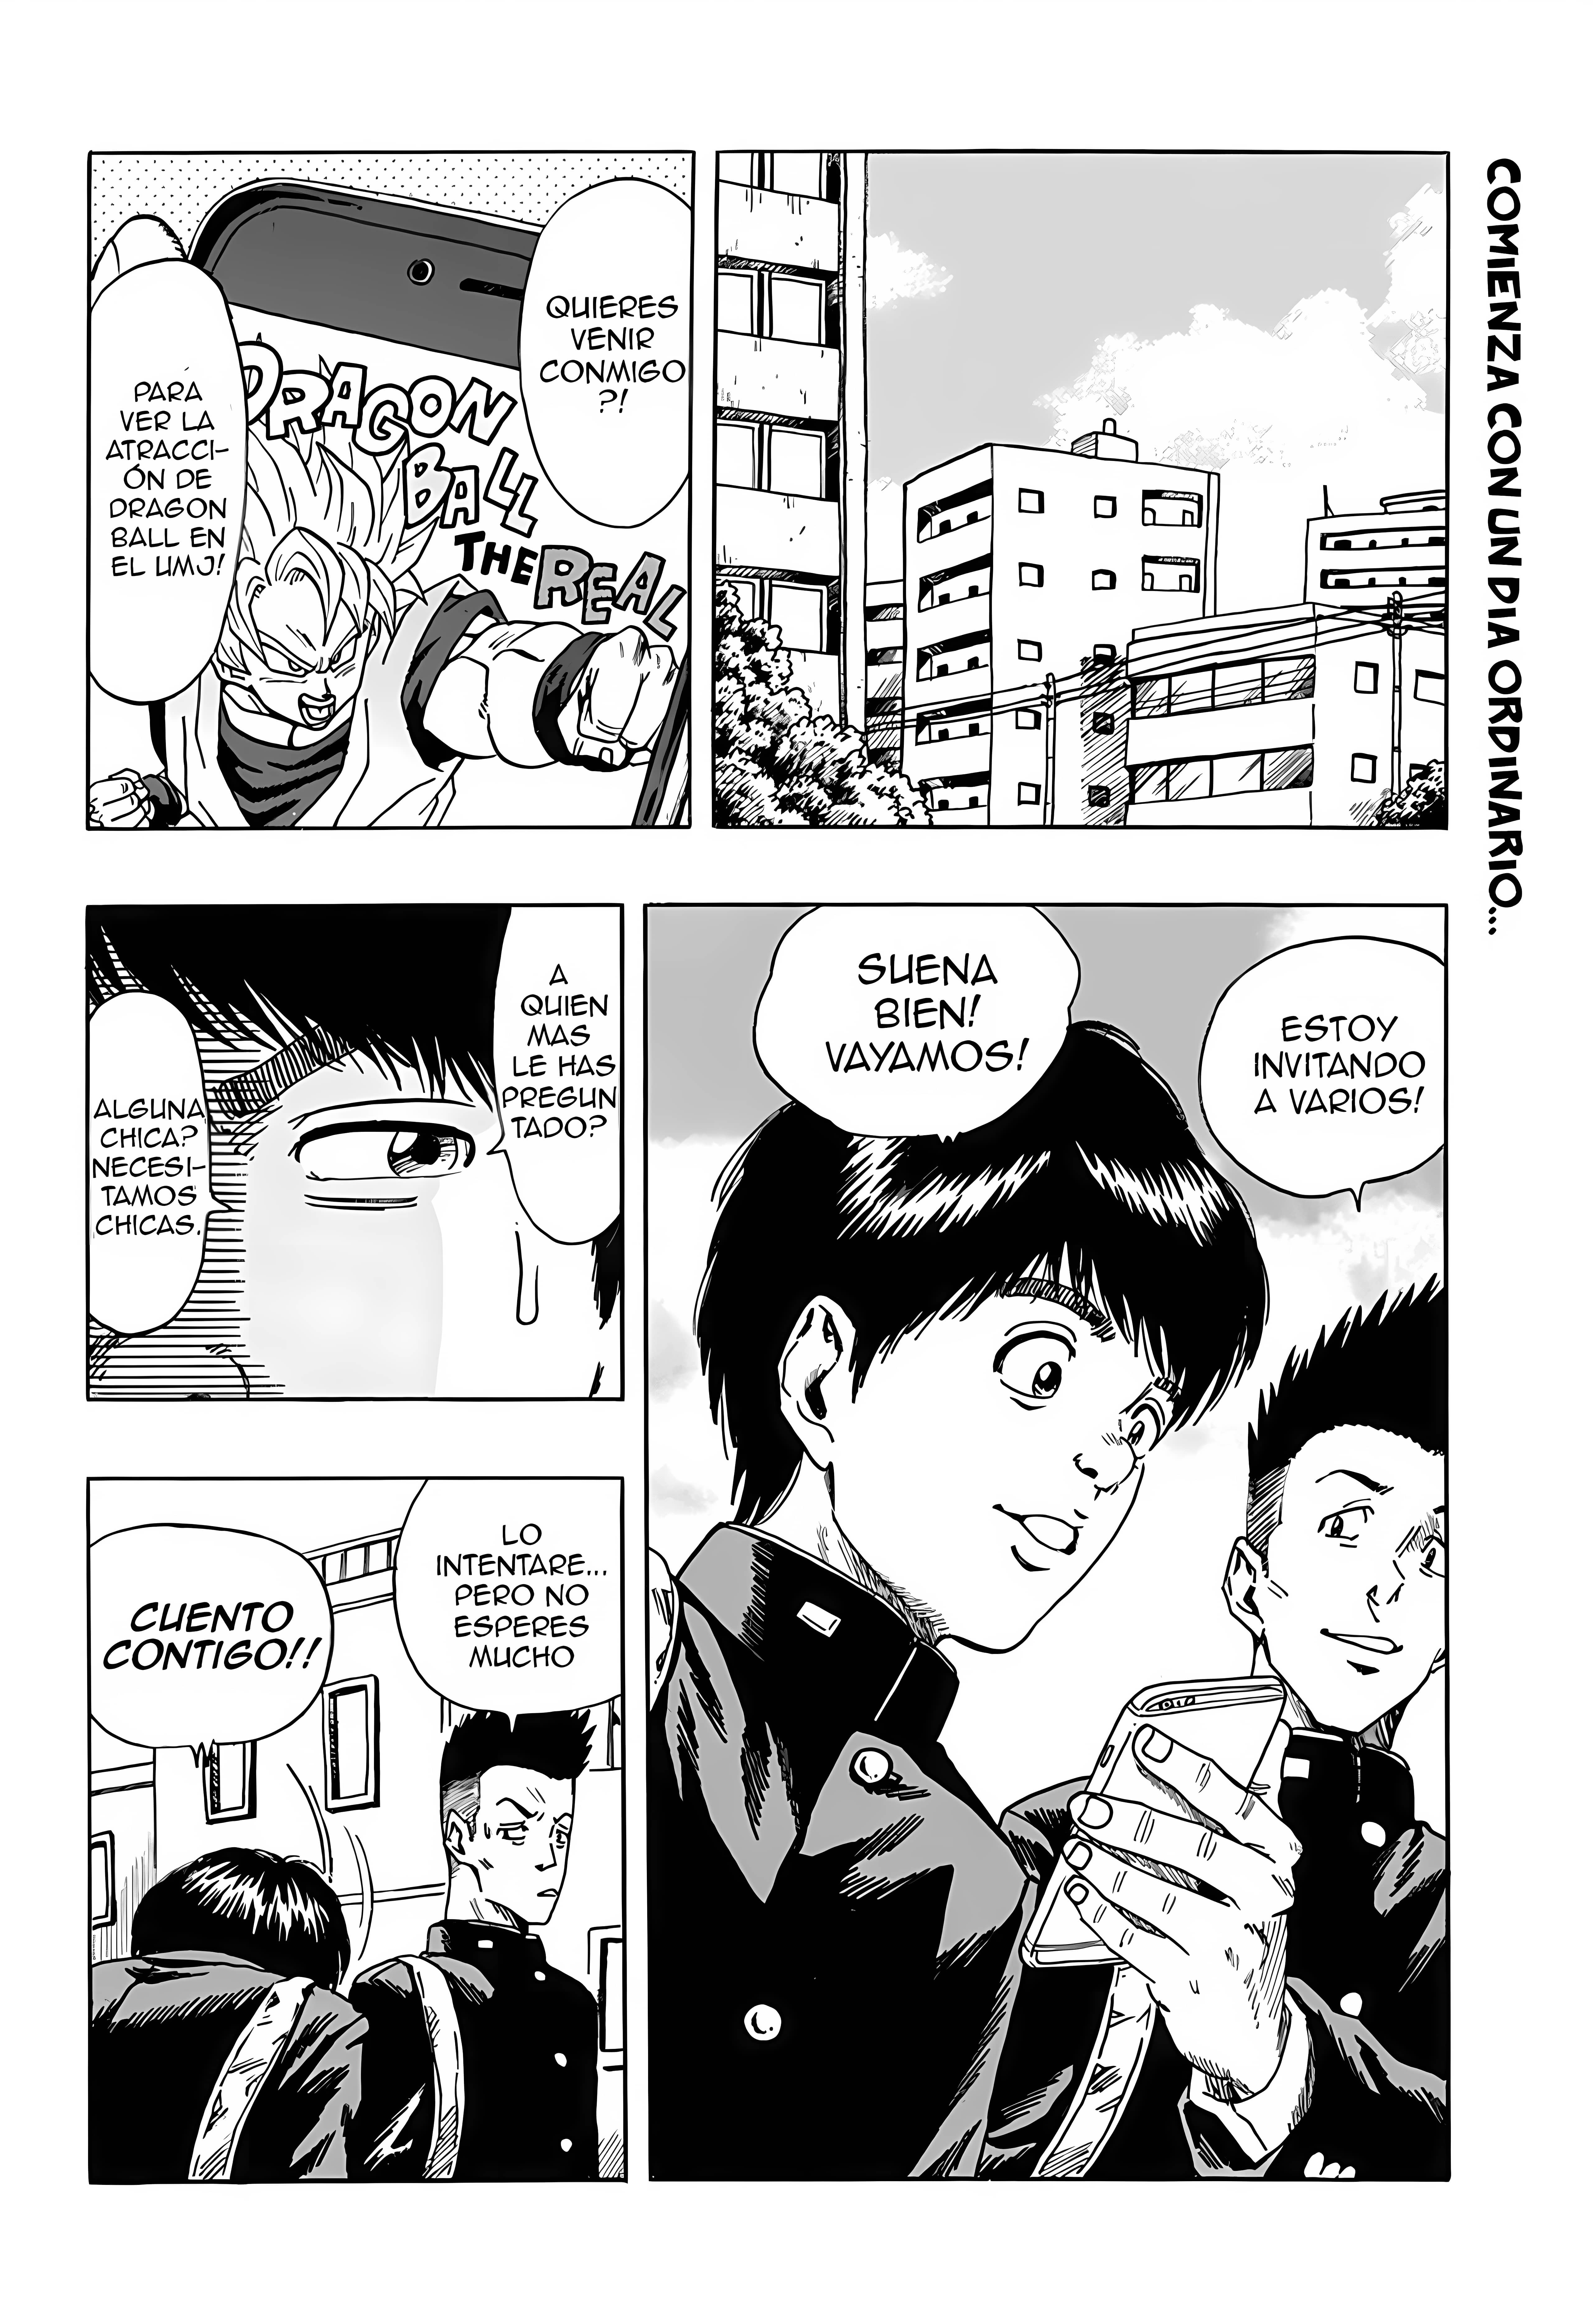 COMIENZA CON UN DIA ORDINARIO...
QUIERES
VENIR
CONMIGO
?!
DRAGON
BALL
THE REAL
PARA
VER LA
ATRACCI-
ÓN DE
DRAGON
BALL EN
EL UMJ!
ESTOY
INVITANDO
A VARIOS!
SUENA
BIEN!
VAYAMOS!
A
QUIEN
MAS
LE HAS
PREGUN
TADO?
ALGUNA
CHICA?
NECESI-
TAMOS
CHICAS.
LO
INTENTARE...
PERO NO
ESPERES
MUCHO
CUENTO
CONTIGO!!